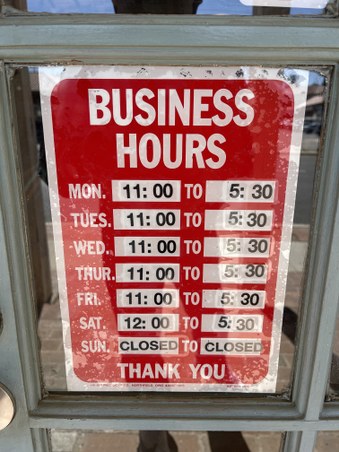 BUSINESS
HOURS
MON. 11:00 TO 5:30
TUES. 11:00 TO 5:30
WED. 11:00 TO 5:30
THUR. 11:00 TO 5:30
FRI. 11:00 TO 5:30
SAT. 12:00 TO 5:30
SUN. CLOSED TO CLOSED
THANK YOU